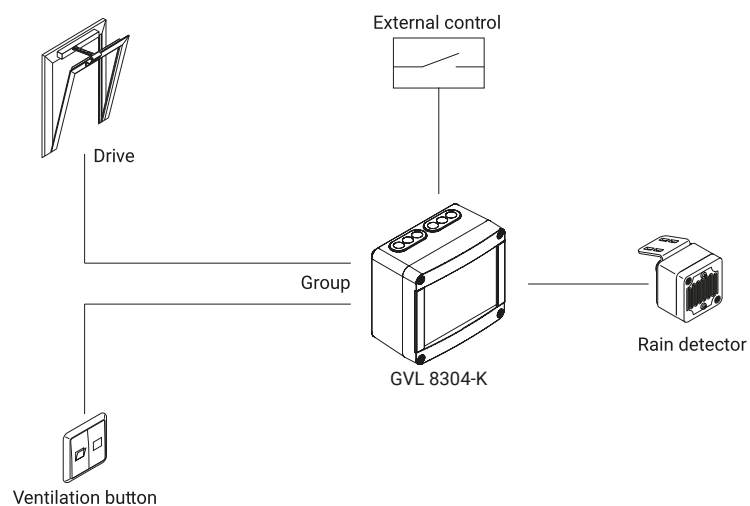 External control
Drive
Group
Rain detector
GVL 8304-K
Ventilation button